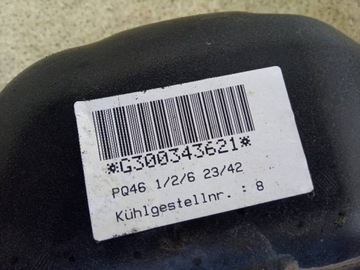 *G300343621*
PQ46 1/2/6 23/42
Kühlgestellnr. : 8